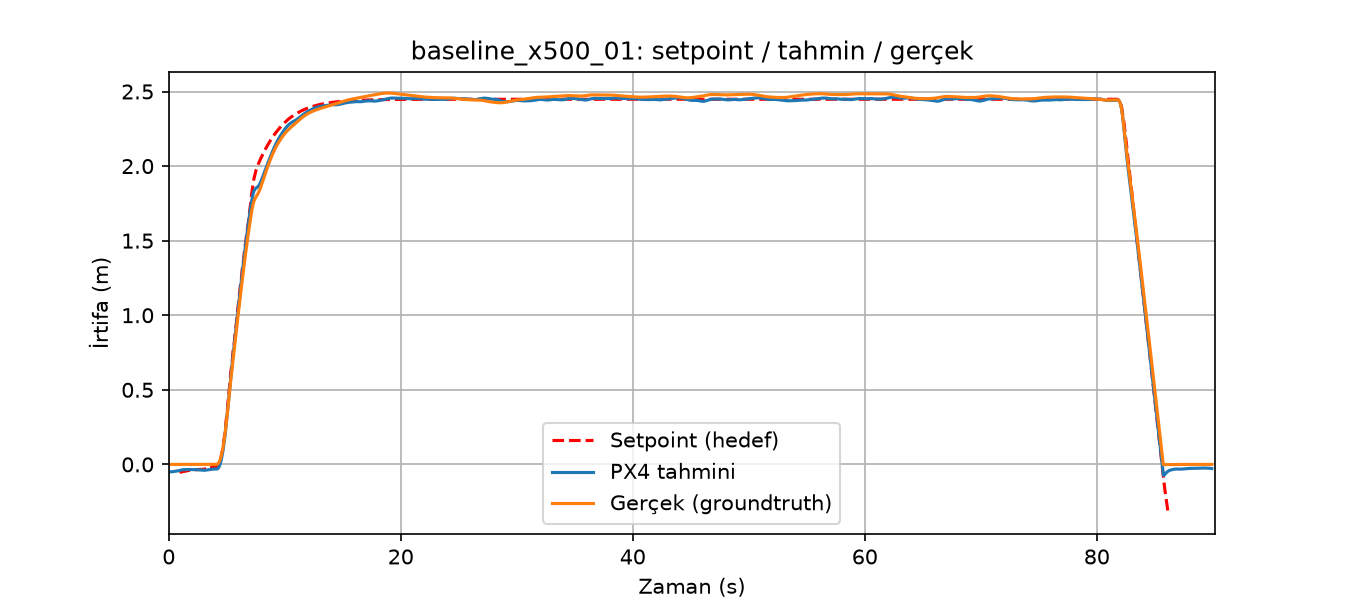 baseline_x500_01: setpoint / tahmin / gerçek
İrtifa (m)
2.5
2.0
1.5
1.0
0.5
0.0
Setpoint (hedef)
PX4 tahmini
Gerçek (groundtruth)
0 20 40 60 80
Zaman (s)